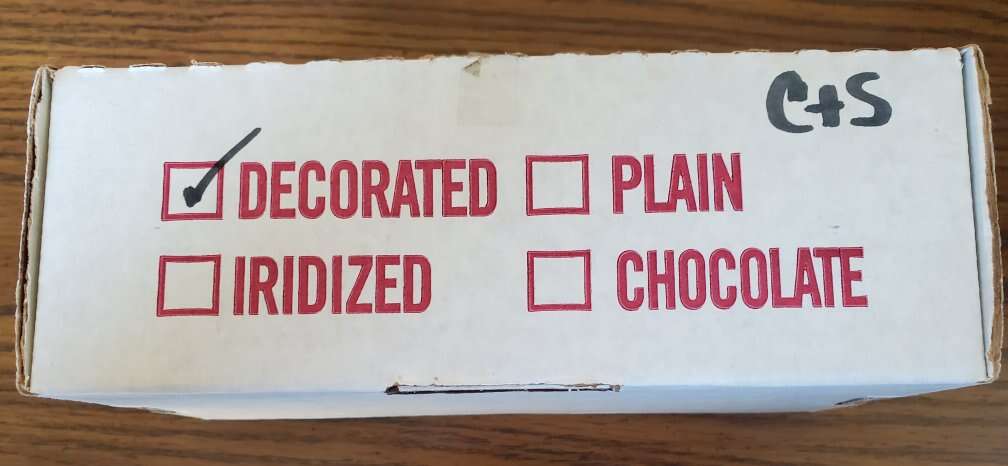 C+S
DECORATED PLAIN
IRIDIZED CHOCOLATE